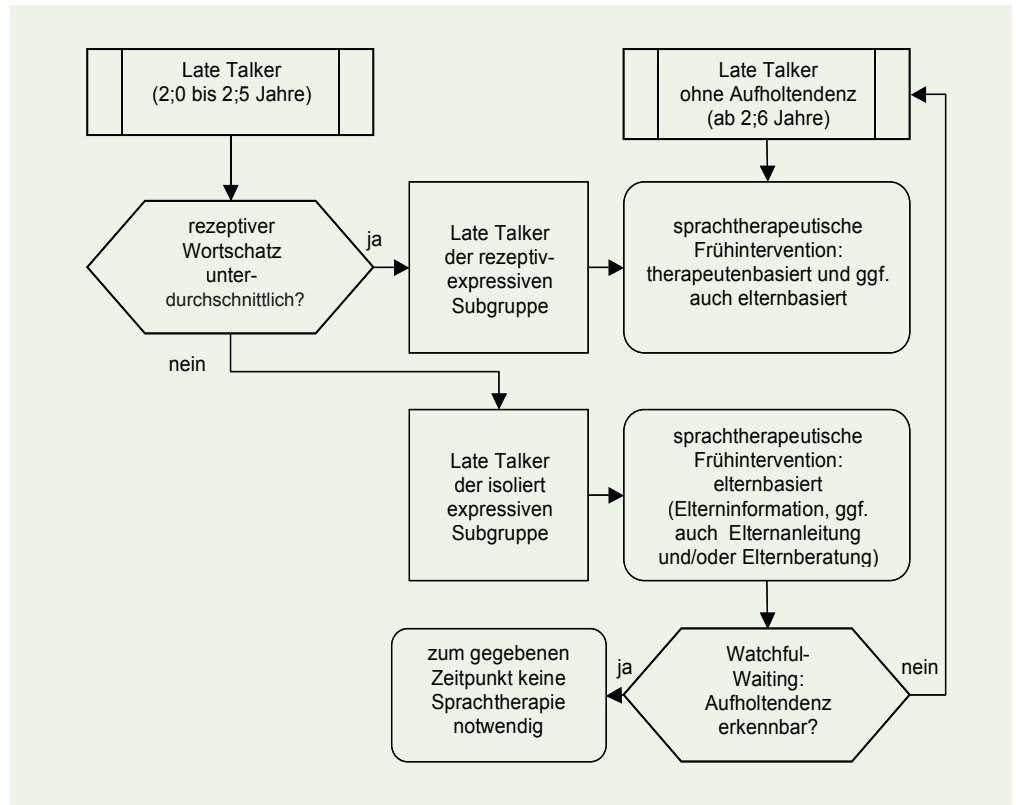 Late Talker
(2;0 bis 2;5 Jahre)
Late Talker
ohne Aufholtendenz
(ab 2;6 Jahre)
rezeptiver
Wortschatz
unter-
durchschnittlich?
ja
Late Talker
der rezeptiv-
expressiven
Subgruppe
sprachtherapeutische
Frühintervention:
therapeutenbasiert und ggf.
auch elternbasiert
nein
Late Talker
der isoliert
expressiven
Subgruppe
sprachtherapeutische
Frühintervention:
elternbasiert
(Elterninformation, ggf.
auch Elternanleitung
und/oder Elternberatung)
zum gegebenen
Zeitpunkt keine
Sprachtherapie
notwendig
ja
Watchful-
Waiting:
Aufholtendenz
erkennbar?
nein